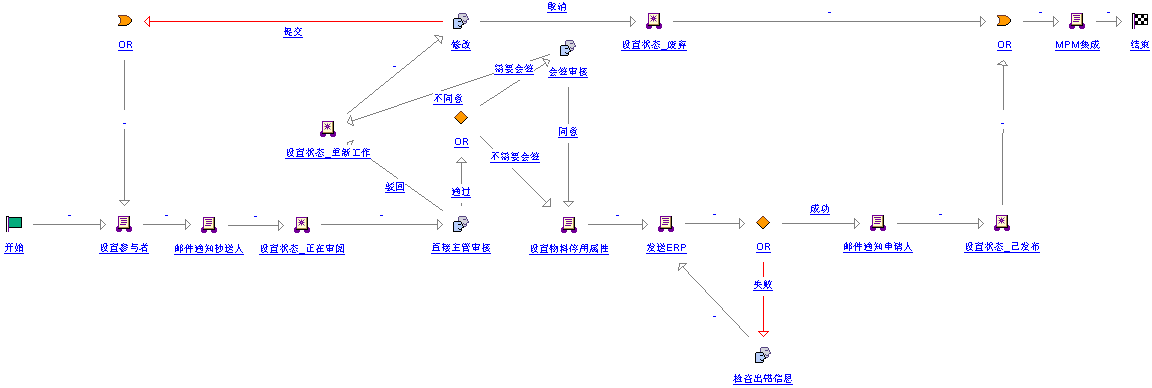 取消
-
-
-
提交
OR
修改
设置状态_废弃
OR
MPM集成
结束
需要会签
会签审核
-
不同意
-
设置状态_重新工作
OR
同意
不需要会签
-
驳回
通过
-
-
-
-
-
-
成功
-
开始
设置参与者
邮件通知抄送人
设置状态_正在审阅
直接主管审核
设置物料停用属性
发送ERP
OR
邮件通知申请人
设置状态_已发布
失败
-
检查出错信息